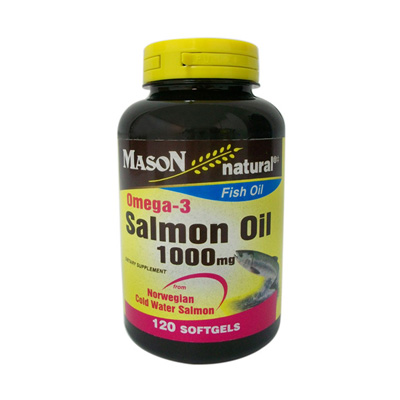 MASON natural
Fish Oil
Omega-3
Salmon Oil
1000mg
DIETARY SUPPLEMENT
from
Norwegian
Cold Water Salmon
120 SOFTGELS